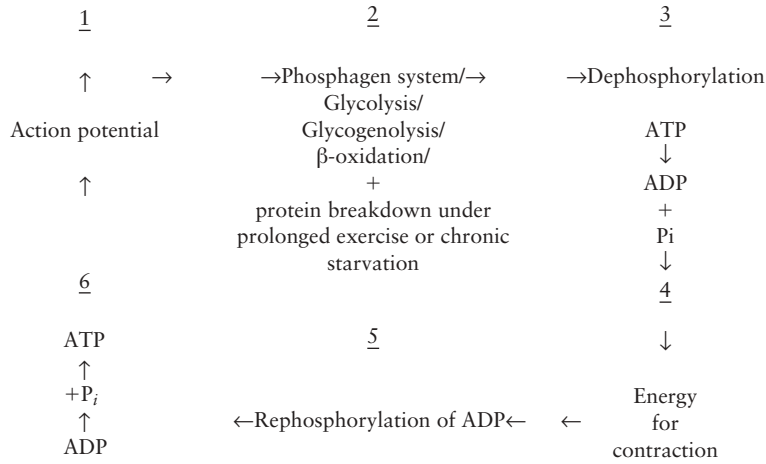 1 2 3
↑ → →Phosphagen system/→ →Dephosphorylation
Glycolysis/
Action potential Glycogenolysis/ ATP
β-oxidation/ ↓
↑ + ADP
protein breakdown under +
prolonged exercise or chronic Pi
starvation ↓
6 4
ATP 5 ↓
↑
+Pi Energy
↑ ←Rephosphorylation of ADP← ← for
ADP contraction